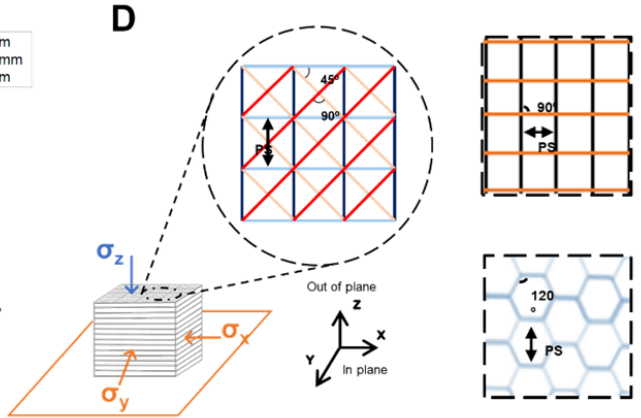 m
mm
m
D
45°
90°
PS
90°
PS
σz
σx
σy
Out of plane
z
x
Y
In plane
120
°
PS